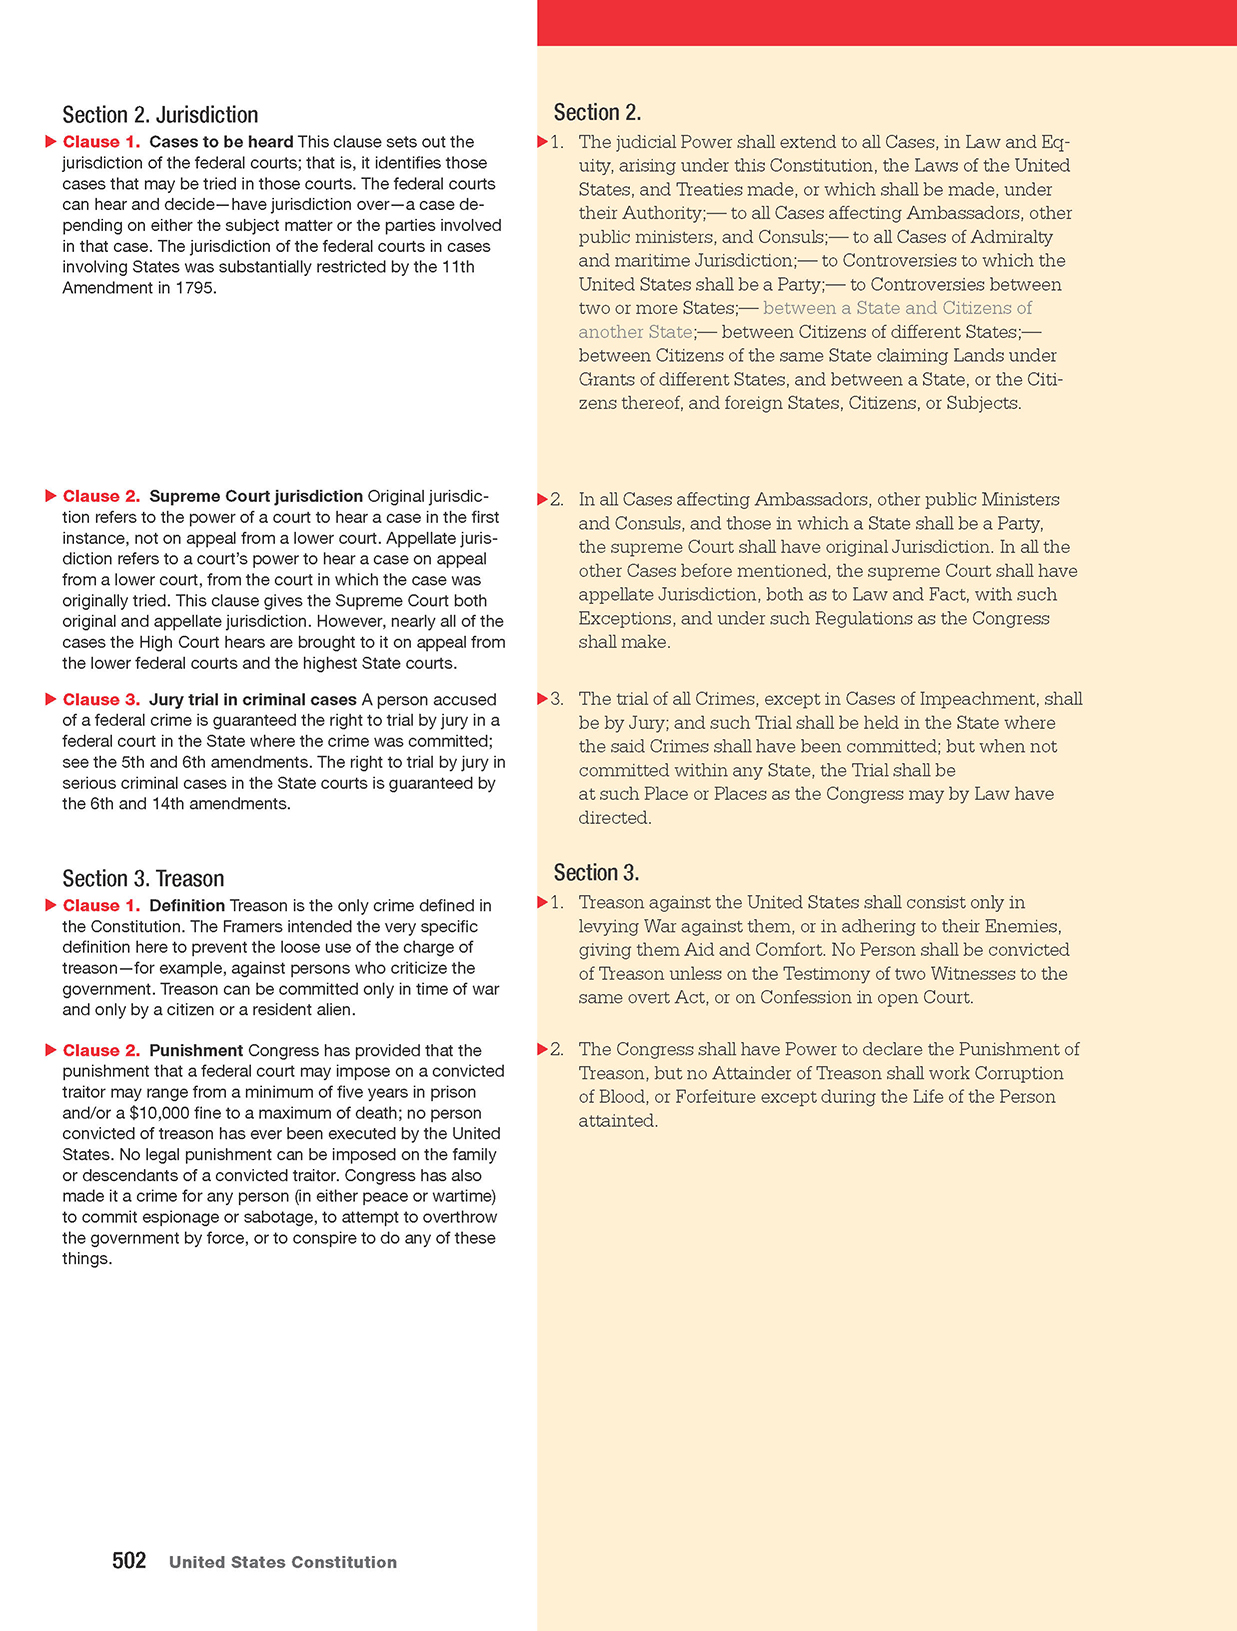 Section 2. Jurisdiction
▶ Clause 1. Cases to be heard This clause sets out the
jurisdiction of the federal courts; that is, it identifies those
cases that may be tried in those courts. The federal courts
can hear and decide—have jurisdiction over—a case de-
pending on either the subject matter or the parties involved
in that case. The jurisdiction of the federal courts in cases
involving States was substantially restricted by the 11th
Amendment in 1795.
▶ Clause 2. Supreme Court jurisdiction Original jurisdic-
tion refers to the power of a court to hear a case in the first
instance, not on appeal from a lower court. Appellate juris-
diction refers to a court's power to hear a case on appeal
from a lower court, from the court in which the case was
originally tried. This clause gives the Supreme Court both
original and appellate jurisdiction. However, nearly all of the
cases the High Court hears are brought to it on appeal from
the lower federal courts and the highest State courts.
▶ Clause 3. Jury trial in criminal cases A person accused
of a federal crime is guaranteed the right to trial by jury in a
federal court in the State where the crime was committed;
see the 5th and 6th amendments. The right to trial by jury in
serious criminal cases in the State courts is guaranteed by
the 6th and 14th amendments.
Section 3. Treason
▶ Clause 1. Definition Treason is the only crime defined in
the Constitution. The Framers intended the very specific
definition here to prevent the loose use of the charge of
treason—for example, against persons who criticize the
government. Treason can be committed only in time of war
and only by a citizen or a resident alien.
▶ Clause 2. Punishment Congress has provided that the
punishment that a federal court may impose on a convicted
traitor may range from a minimum of five years in prison
and/or a $10,000 fine to a maximum of death; no person
convicted of treason has ever been executed by the United
States. No legal punishment can be imposed on the family
or descendants of a convicted traitor. Congress has also
made it a crime for any person (in either peace or wartime)
to commit espionage or sabotage, to attempt to overthrow
the government by force, or to conspire to do any of these
things.
Section 2.
▶1. The judicial Power shall extend to all Cases, in Law and Eq-
uity, arising under this Constitution, the Laws of the United
States, and Treaties made, or which shall be made, under
their Authority;— to all Cases affecting Ambassadors, other
public ministers, and Consuls;— to all Cases of Admiralty
and maritime Jurisdiction;— to Controversies to which the
United States shall be a Party;— to Controversies between
two or more States;— between a State and Citizens of
another State;— between Citizens of different States;—
between Citizens of the same State claiming Lands under
Grants of different States, and between a State, or the Citi-
zens thereof, and foreign States, Citizens, or Subjects.
▶2. In all Cases affecting Ambassadors, other public Ministers
and Consuls, and those in which a State shall be a Party,
the supreme Court shall have original Jurisdiction. In all the
other Cases before mentioned, the supreme Court shall have
appellate Jurisdiction, both as to Law and Fact, with such
Exceptions, and under such Regulations as the Congress
shall make.
▶3. The trial of all Crimes, except in Cases of Impeachment, shall
be by Jury; and such Trial shall be held in the State where
the said Crimes shall have been committed; but when not
committed within any State, the Trial shall be
at such Place or Places as the Congress may by Law have
directed.
Section 3.
▶1. Treason against the United States shall consist only in
levying War against them, or in adhering to their Enemies,
giving them Aid and Comfort. No Person shall be convicted
of Treason unless on the Testimony of two Witnesses to the
same overt Act, or on Confession in open Court.
▶2. The Congress shall have Power to declare the Punishment of
Treason, but no Attainder of Treason shall work Corruption
of Blood, or Forfeiture except during the Life of the Person
attainted.
502 United States Constitution